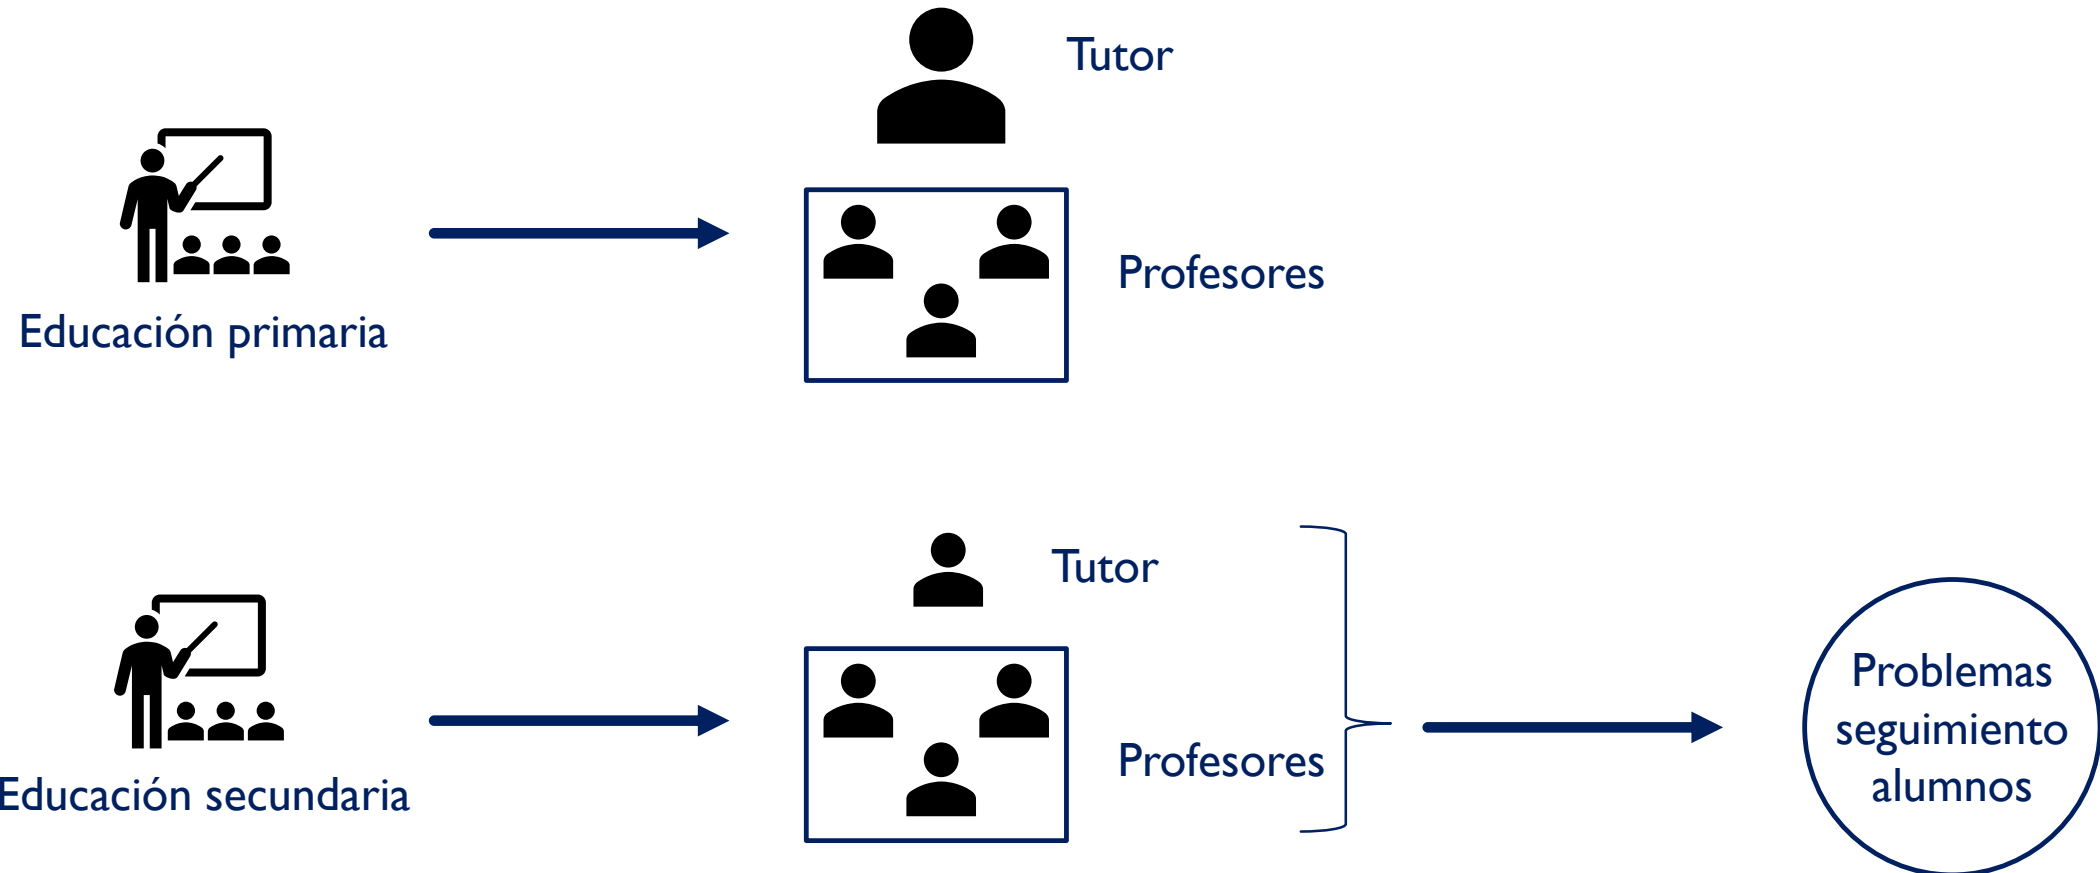 Tutor
Profesores
Educación primaria
Tutor
Profesores
Educación secundaria
Problemas
seguimiento
alumnos